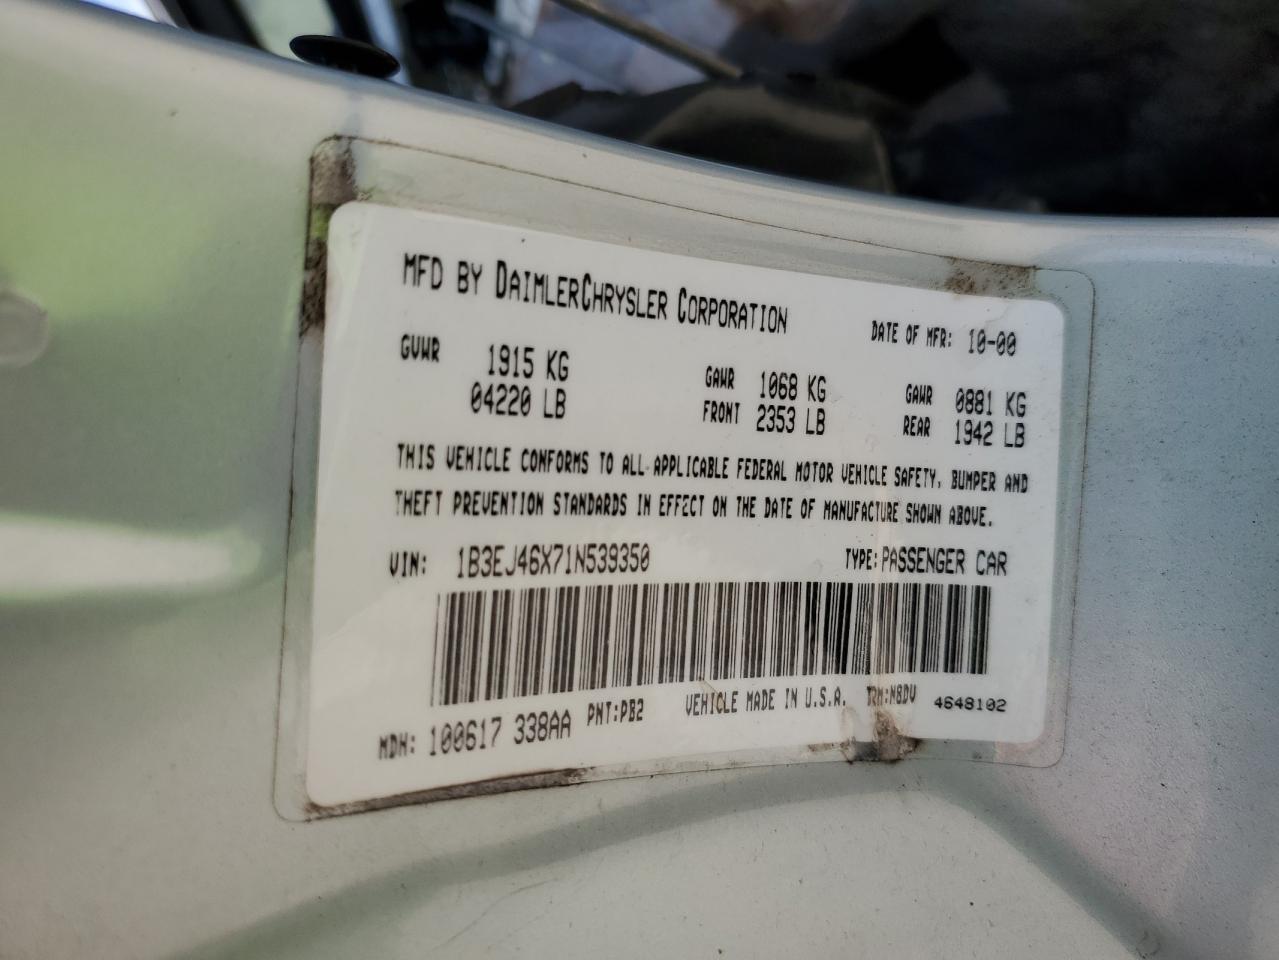 MFD BY DAIMLERCHRYSLER CORPORATION DATE OF MFR: 10-00
GVWR 1915 KG GAWR 1068 KG GAWR 0881 KG
04220 LB FRONT 2353 LB REAR 1942 LB
THIS VEHICLE CONFORMS TO ALL APPLICABLE FEDERAL MOTOR VEHICLE SAFETY, BUMPER AND
THEFT PREVENTION STANDARDS IN EFFECT ON THE DATE OF MANUFACTURE SHOWN ABOVE.
VIN: 1B3EJ46X71N539350 TYPE: PASSENGER CAR
MDH: 100617 338AA PNT:PB2 VEHICLE MADE IN U.S.A. TRM:M8DV 4648102